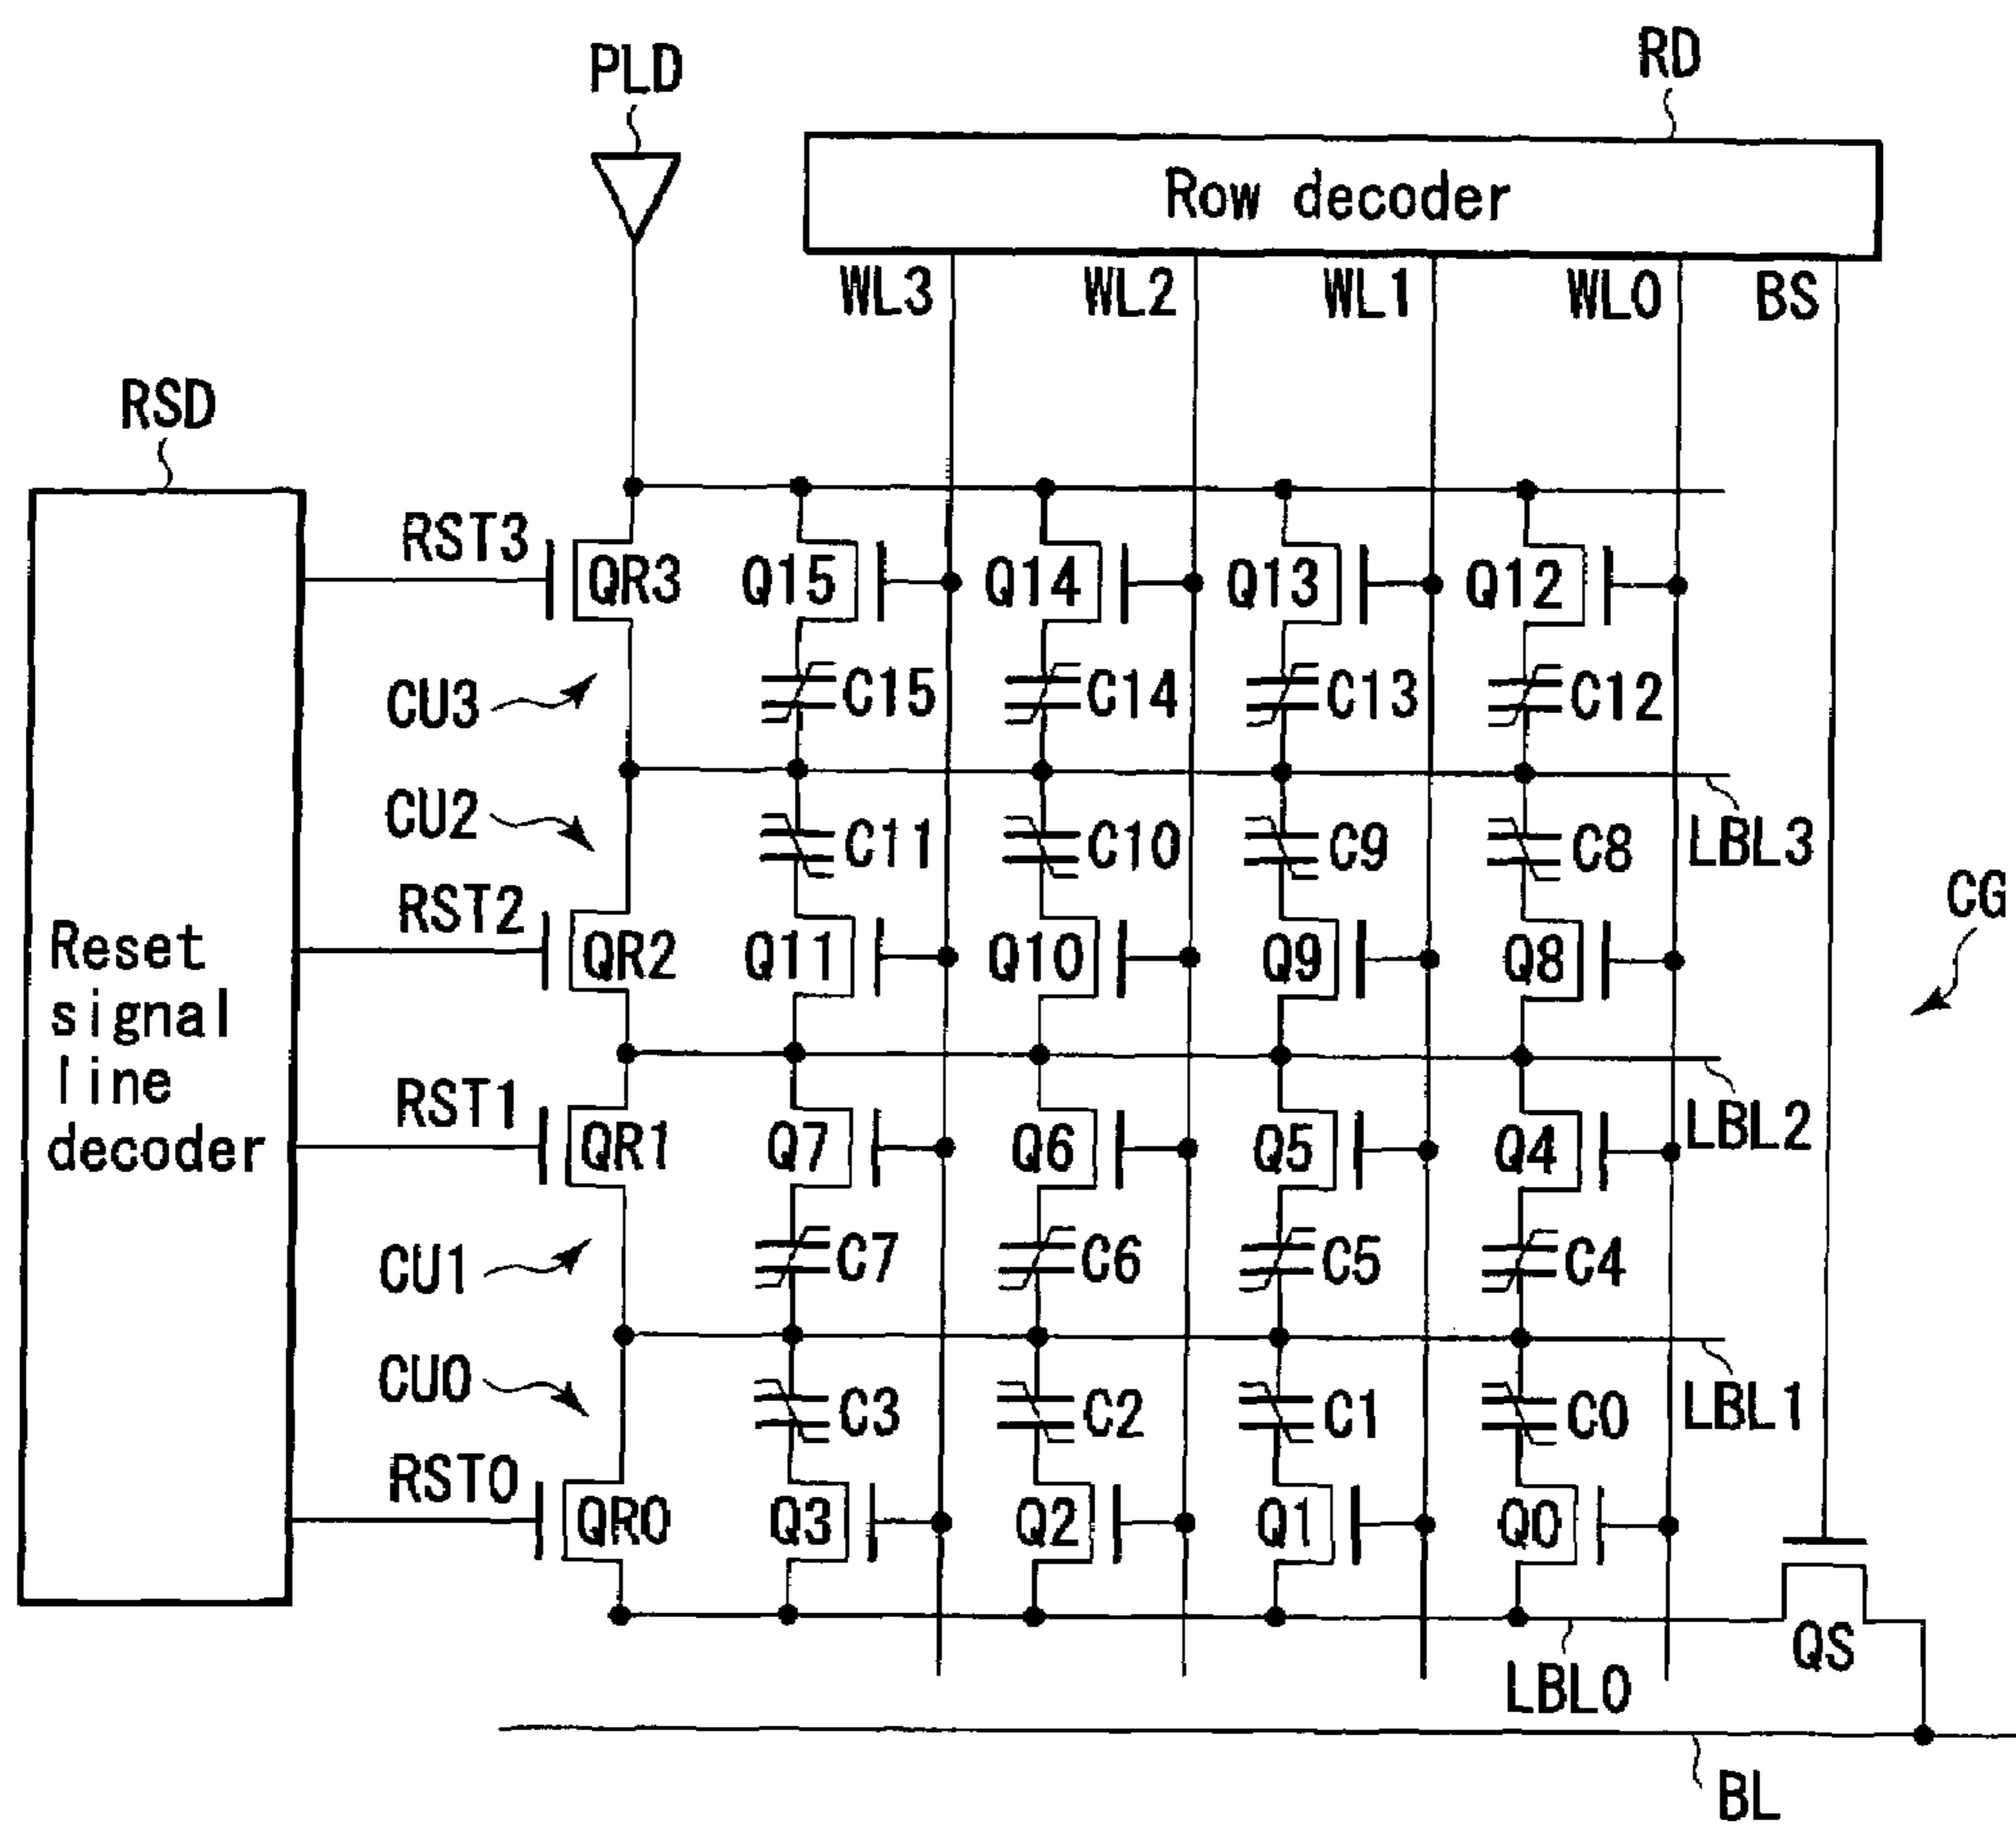 PLD
RD
Row decoder
WL3 WL2 WL1 WL0 BS
RSD
RST3 QR3 Q15 Q14 Q13 Q12
CU3 C15 C14 C13 C12
CU2 C11 C10 C9 C8 LBL3
CG
RST2 QR2 Q11 Q10 Q9 Q8
Reset
signal
line
decoder
RST1 QR1 Q7 Q6 Q5 Q4 LBL2
CU1 C7 C6 C5 C4
CU0 C3 C2 C1 C0 LBL1
RST0 QR0 Q3 Q2 Q1 Q0
QS
LBL0
BL